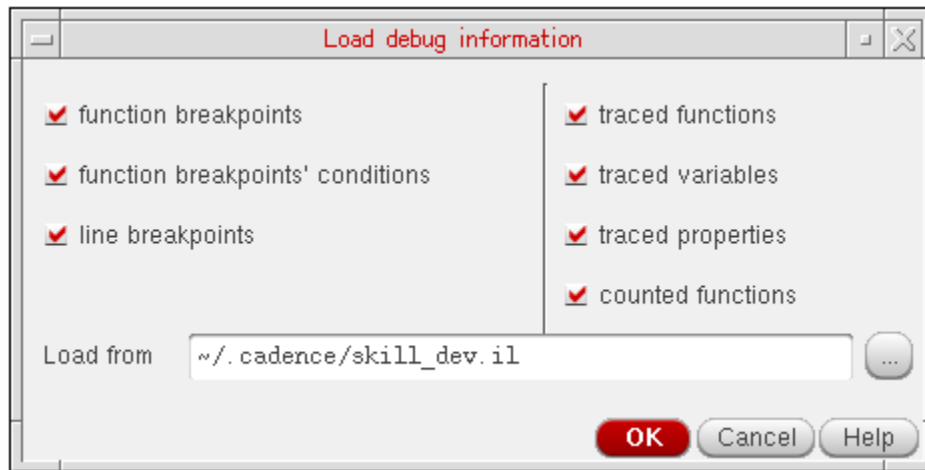 Load debug information
function breakpoints
function breakpoints' conditions
line breakpoints
traced functions
traced variables
traced properties
counted functions
Load from ~/.cadence/skill_dev.il ...
OK Cancel Help